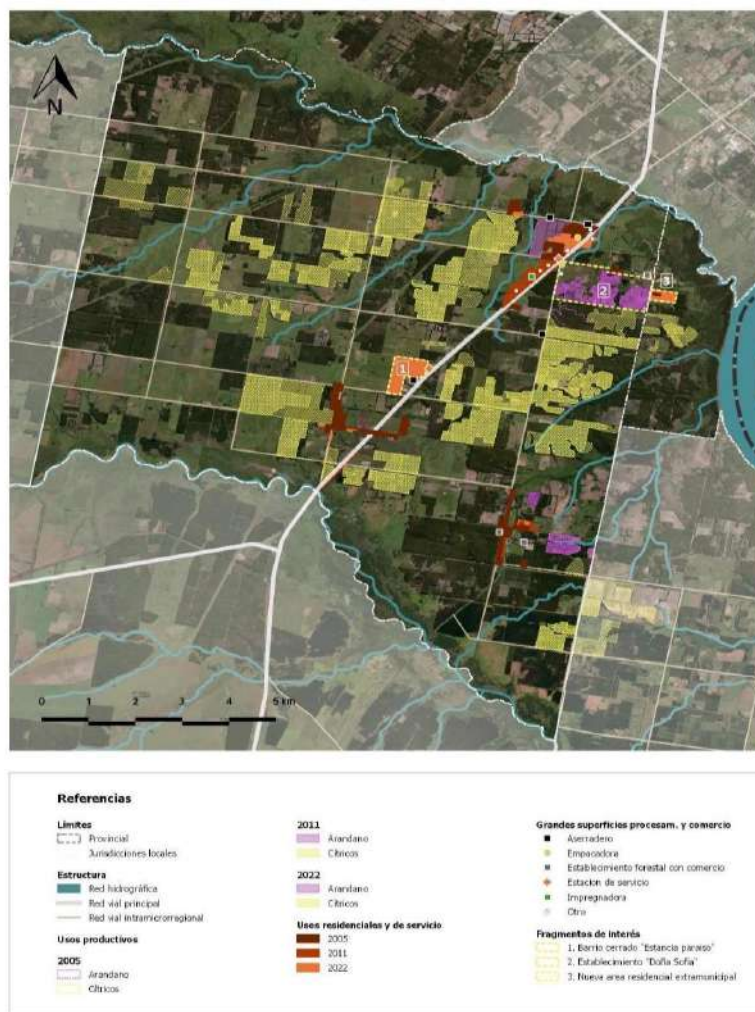 N
1
2
3
0 1 2 3 4 5 km
Referencias
Límites
Provincial
Jurisdicciones locales
Estructura
Red hidrográfica
Red vial principal
Red vial intramicrorregional
Usos productivos
2005
Arandano
Cítricos
2011
Arandano
Cítricos
2022
Arandano
Cítricos
Usos residenciales y de servicio
2005
2011
2022
Grandes superficies procesam. y comercio
Aserradero
Empacadora
Establecimiento forestal con comercio
Estacion de servicio
Impregnadora
Otro
Fragmentos de interés
1. Barrio cerrado "Estancia paraiso"
2. Establecimiento "Doña Sofia"
3. Nueva area residencial extramunicipal